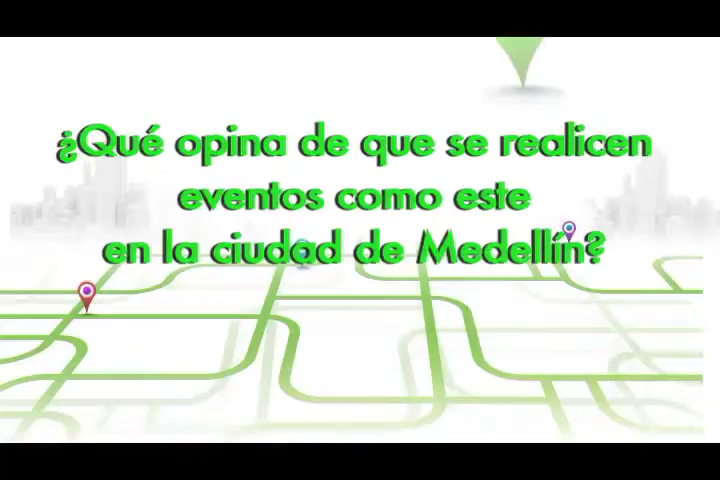 ¿Qué opina de que se realicen
eventos como este
en la ciudad de Medellín?